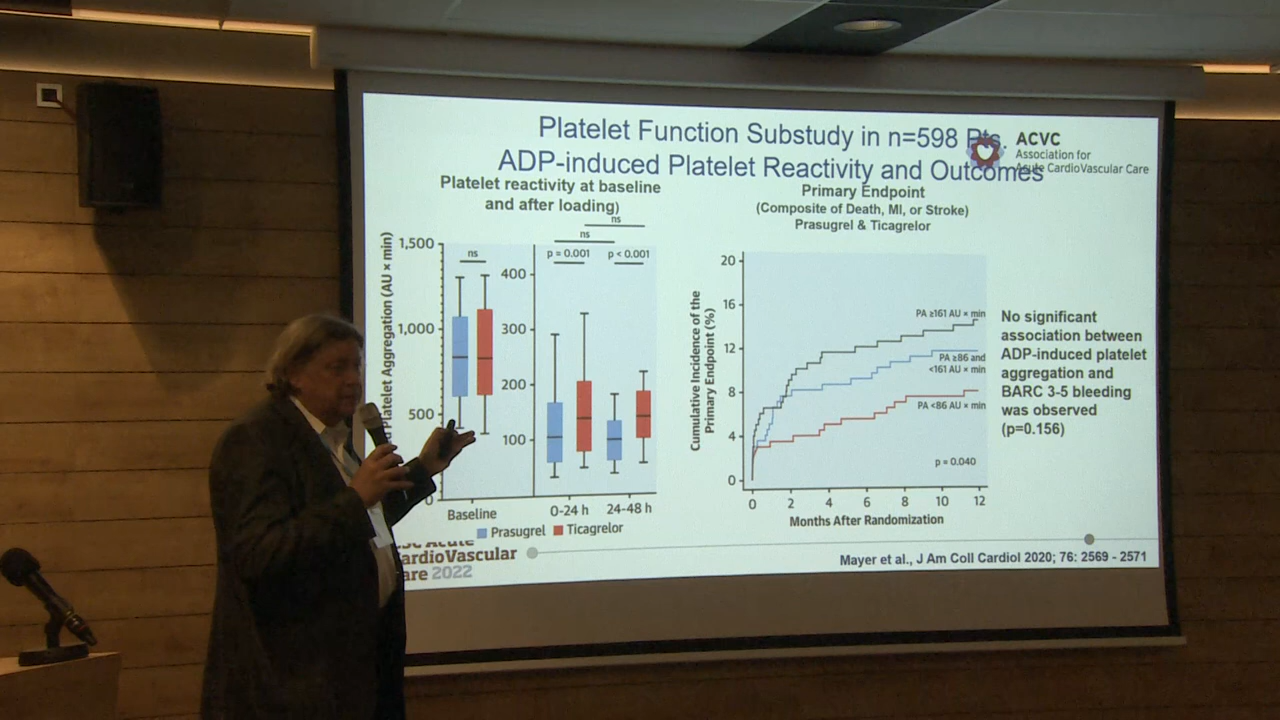 Platelet Function Substudy in n=598 Pts.
ADP-induced Platelet Reactivity and Outcomes
ACVC
Association for
Acute CardioVascular Care
Platelet reactivity at baseline
and after loading)
Platelet Aggregation (AU × min)
1,500
1,000
500
0
ns
400
300
200
100
ns
ns
p = 0.001
p < 0.001
Baseline
0-24 h
24-48 h
Prasugrel
Ticagrelor
Primary Endpoint
(Composite of Death, MI, or Stroke)
Prasugrel & Ticagrelor
Cumulative Incidence of the
Primary Endpoint (%)
20
16
12
8
4
0
PA ≥161 AU × min
PA ≥86 and
<161 AU × min
PA <86 AU × min
p = 0.040
0 2 4 6 8 10 12
Months After Randomization
No significant
association between
ADP-induced platelet
aggregation and
BARC 3-5 bleeding
was observed
(p=0.156)
ESC Acute
CardioVascular
Care 2022
Mayer et al., J Am Coll Cardiol 2020; 76: 2569 - 2571